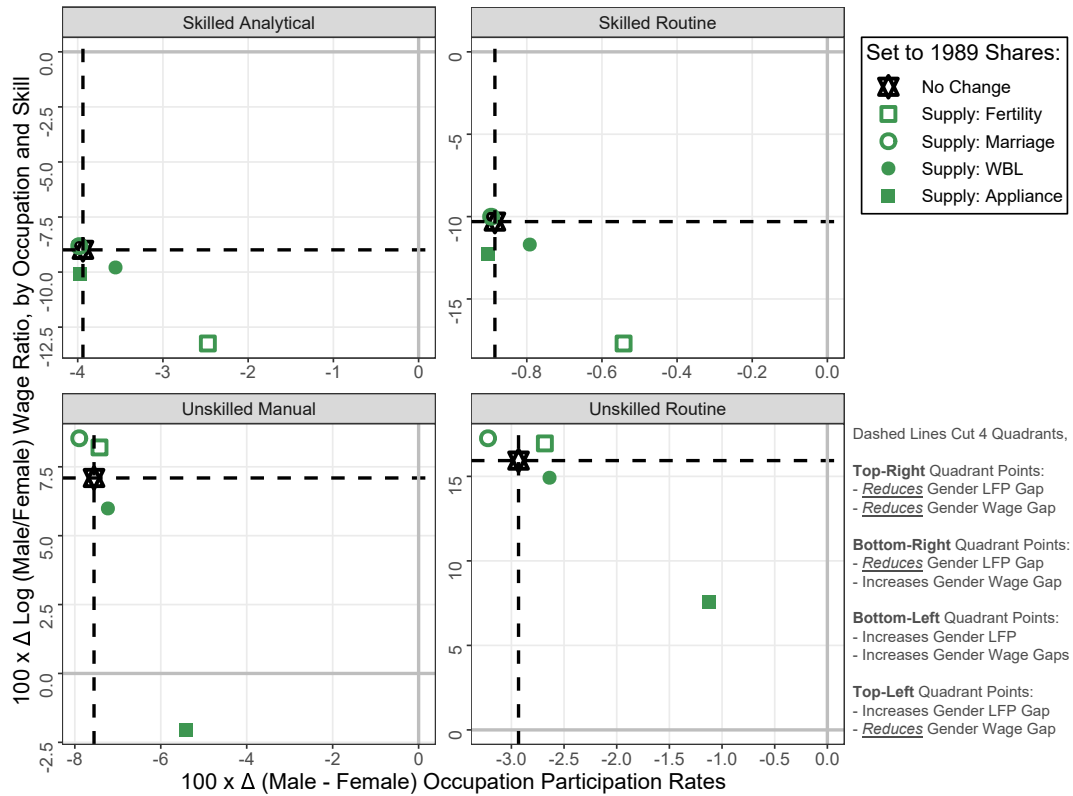 Skilled Analytical
Skilled Routine
100 x Δ Log (Male/Female) Wage Ratio, by Occupation and Skill
0.0
-2.5
-5.0
-7.5
-10.0
-12.5
-4
-3
-2
-1
0
0
-5
-10
-15
-0.8
-0.6
-0.4
-0.2
0.0
Set to 1989 Shares:
No Change
Supply: Fertility
Supply: Marriage
Supply: WBL
Supply: Appliance
Unskilled Manual
Unskilled Routine
7.5
5.0
2.5
0.0
-2.5
-8
-7
-6
-5
-4
-3
-2
-1
0
15
10
5
0
-3.0
-2.5
-2.0
-1.5
-1.0
-0.5
0.0
100 x Δ (Male - Female) Occupation Participation Rates
Dashed Lines Cut 4 Quadrants,
Top-Right Quadrant Points:
- Reduces Gender LFP Gap
- Reduces Gender Wage Gap
Bottom-Right Quadrant Points:
- Reduces Gender LFP Gap
- Increases Gender Wage Gap
Bottom-Left Quadrant Points:
- Increases Gender LFP
- Increases Gender Wage Gaps
Top-Left Quadrant Points:
- Increases Gender LFP Gap
- Reduces Gender Wage Gap